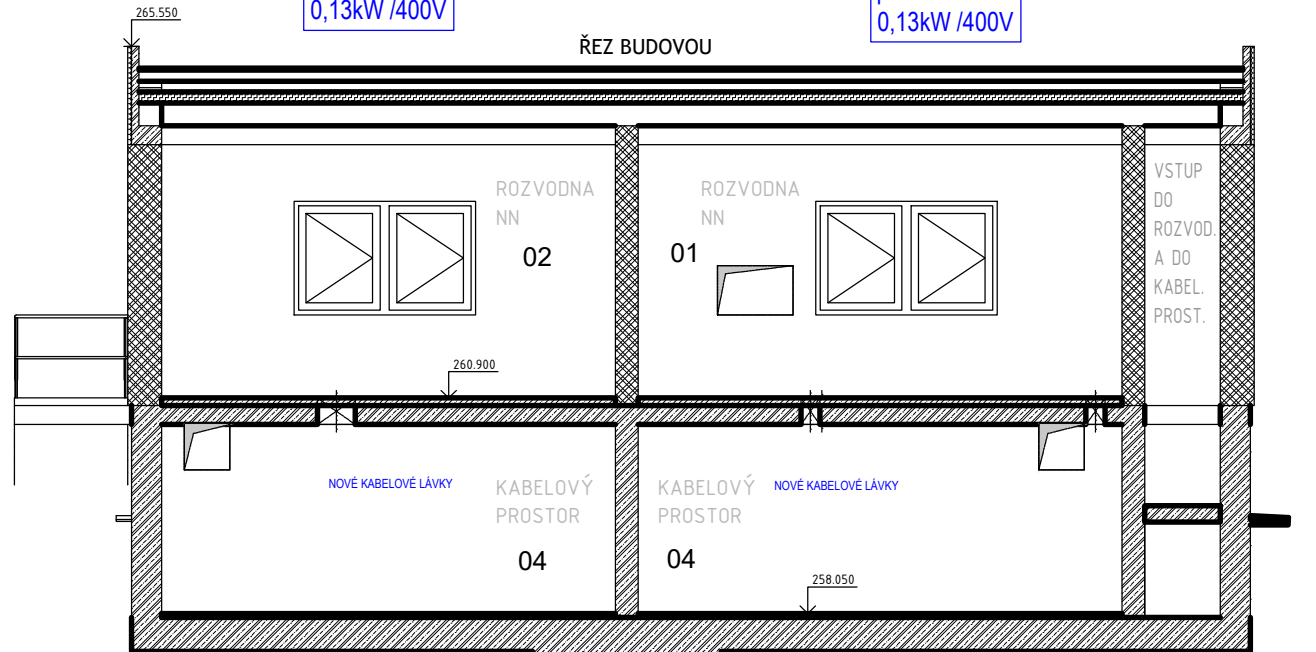 265.550
0,13kW /400V
0,13kW /400V
ŘEZ BUDOVOU
ROZVODNA
NN
02
ROZVODNA
NN
01
VSTUP
DO
ROZVOD.
A DO
KABEL.
PROST.
260.900
NOVÉ KABELOVÉ LÁVKY
KABELOVÝ
PROSTOR
04
KABELOVÝ
PROSTOR
04
NOVÉ KABELOVÉ LÁVKY
258.050